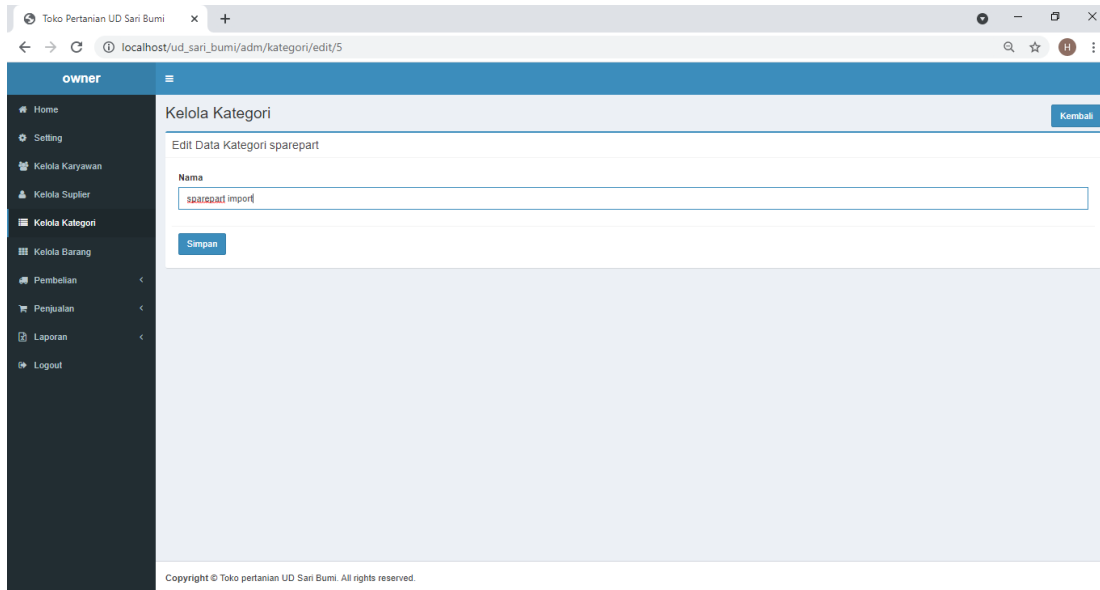 Toko Pertanian UD Sari Bumi
localhost/ud_sari_bumi/adm/kategori/edit/5
H
owner
Home
Setting
Kelola Karyawan
Kelola Suplier
Kelola Kategori
Kelola Barang
Pembelian
Penjualan
Laporan
Logout
Kelola Kategori
Kembali
Edit Data Kategori sparepart
Nama
sparepart import
Simpan
Copyright © Toko pertanian UD Sari Bumi. All rights reserved.